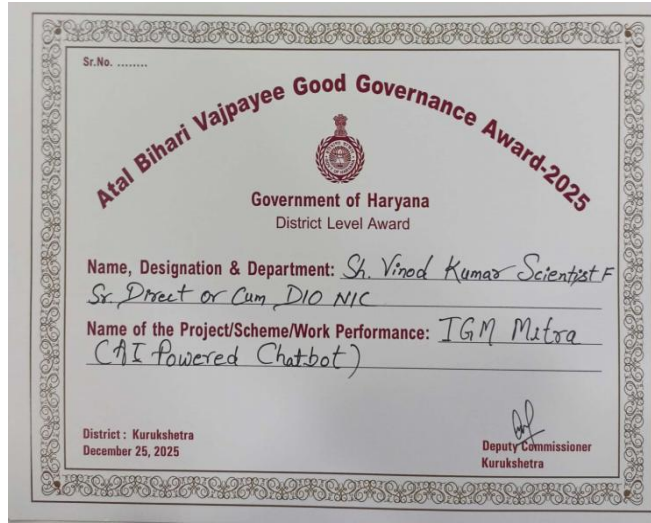 Sr.No. ........
Atal Bihari Vajpayee Good Governance Award-2025
Government of Haryana
District Level Award
Name, Designation & Department: Sh. Vinod Kumar Scientist F
Sr. Direct or Cum DIO NIC
Name of the Project/Scheme/Work Performance: IGM Mitra
(AI Powered Chatbot)
District : Kurukshetra
December 25, 2025
Deputy Commissioner
Kurukshetra